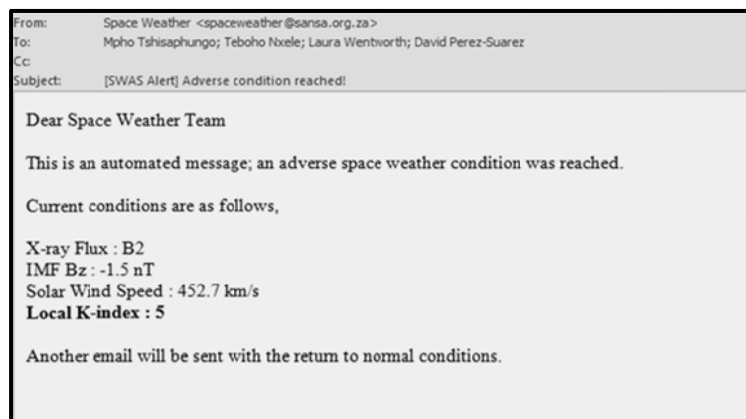 From: Space Weather <spaceweather@sansa.org.za>
To: Mpho Tshisaphungo; Teboho Nxele; Laura Wentworth; David Perez-Suarez
Cc:
Subject: [SWAS Alert] Adverse condition reached!
Dear Space Weather Team
This is an automated message; an adverse space weather condition was reached.
Current conditions are as follows,
X-ray Flux : B2
IMF Bz : -1.5 nT
Solar Wind Speed : 452.7 km/s
Local K-index : 5
Another email will be sent with the return to normal conditions.